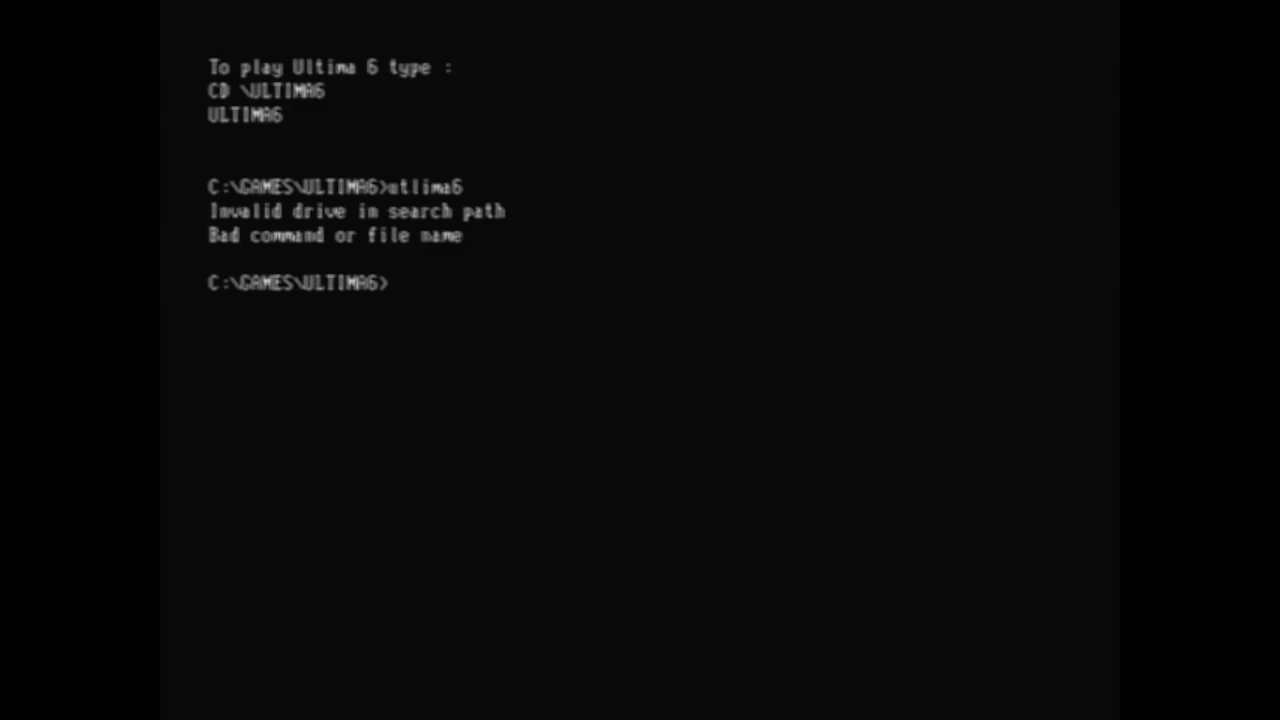 To play Ultima 6 type :
CD \ULTIMA6
ULTIMA6
C:\GAMES\ULTIMA6>utlima6
Invalid drive in search path
Bad command or file name
C:\GAMES\ULTIMA6>